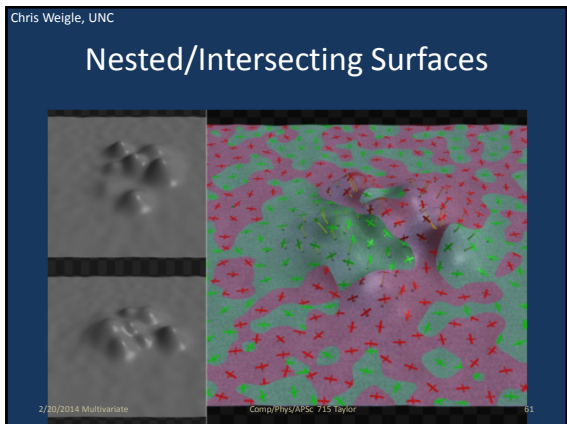 Chris Weigle, UNC
Nested/Intersecting Surfaces
2/20/2014 Multivariate
Comp/Phys/APSc 715 Taylor
61